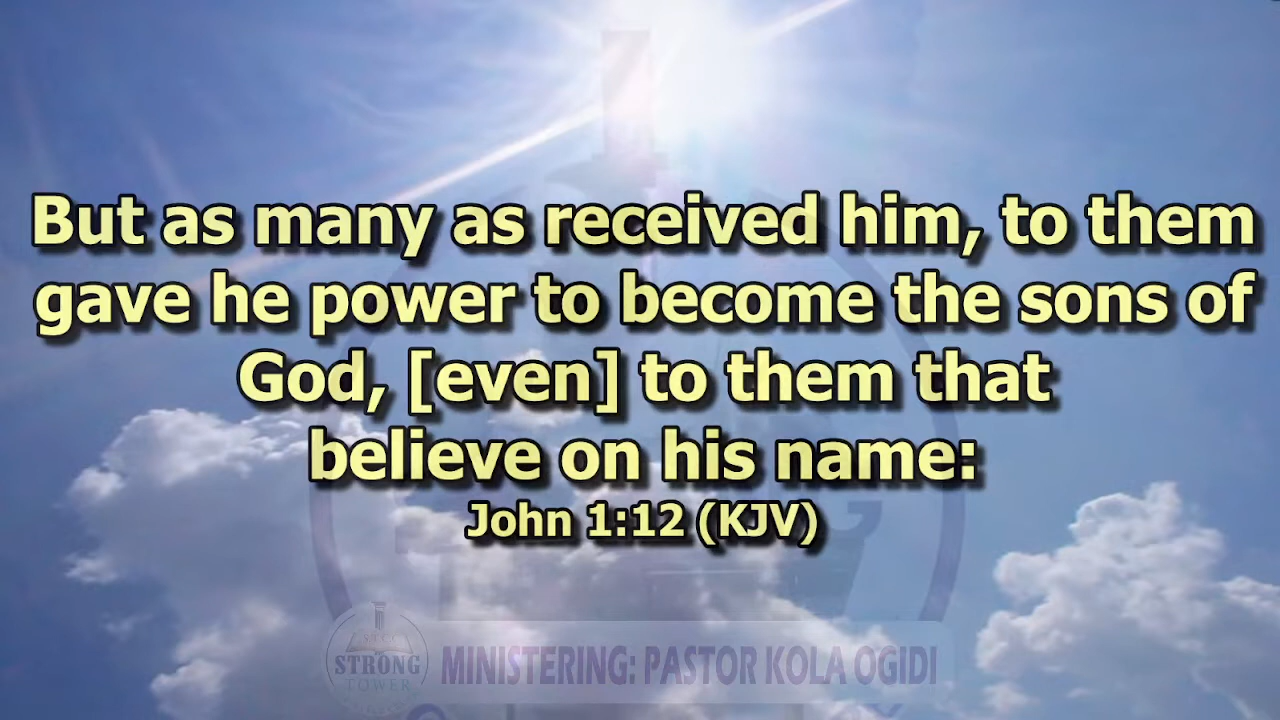 But as many as received him, to them
gave he power to become the sons of
God, [even] to them that
believe on his name:
John 1:12 (KJV)
STRONG
TOWER
MINISTERING: PASTOR KOLA OGIDI